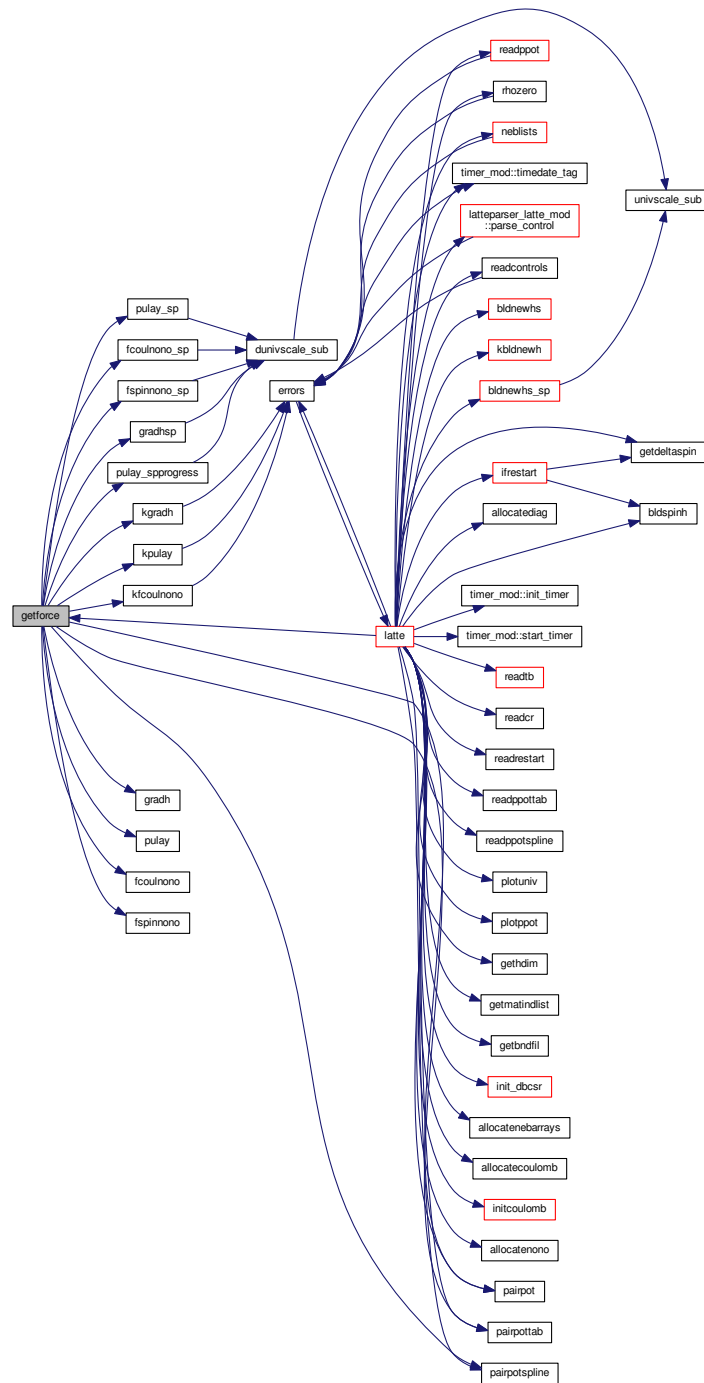 readppot
rhozero
neblists
timer_mod::timedate_tag
univscale_sub
latteparser_latte_mod
::parse_control
readcontrols
pulay_sp
bldnewhs
dunivscale_sub
fcoulnono_sp
kbldnewh
fspinnono_sp
errors
bldnewhs_sp
gradhsp
getdeltaspin
pulay_spprogress
ifrestart
kgradh
allocatediag
bldspinh
kpulay
kfcoulnono
timer_mod::init_timer
getforce
latte
timer_mod::start_timer
readtb
readcr
readrestart
gradh
readppottab
pulay
readppotspline
fcoulnono
plotuniv
fspinnono
plotppot
gethdim
getmatindlist
getbndfil
init_dbcsr
allocatenebarrays
allocatecoulomb
initcoulomb
allocatenono
pairpot
pairpottab
pairpotspline